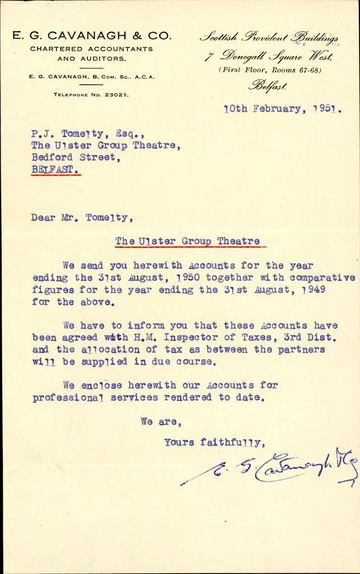 E. G. CAVANAGH & CO.
CHARTERED ACCOUNTANTS
AND AUDITORS.
E. G. CAVANAGH, B. COM. SC., A.C.A.
TELEPHONE NO. 23021.
Scottish Provident Buildings
7 Donegall Square West,
(First Floor, Rooms 67-68)
Belfast.
10th February, 1951.
P.J. Tomelty, Esq.,
The Ulster Group Theatre,
Bedford Street,
BELFAST.
Dear Mr. Tomelty,
The Ulster Group Theatre
We send you herewith Accounts for the year
ending the 31st August, 1950 together with comparative
figures for the year ending the 31st August, 1949
for the above.
We have to inform you that these Accounts have
been agreed with H.M. Inspector of Taxes, 3rd Dist.
and the allocation of tax as between the partners
will be supplied in due course.
We enclose herewith our Accounts for
professional services rendered to date.
We are,
Yours faithfully,
E. G. Cavanagh & Co